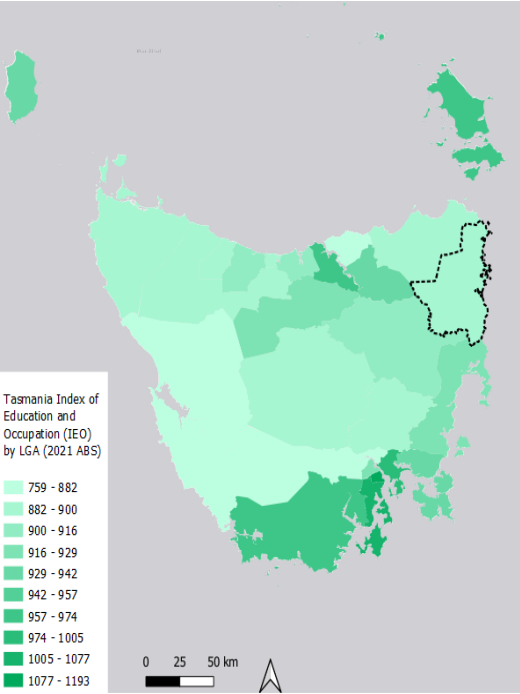 Tasmania Index of
Education and
Occupation (IEO)
by LGA (2021 ABS)
759 - 882
882 - 900
900 - 916
916 - 929
929 - 942
942 - 957
957 - 974
974 - 1005
1005 - 1077
1077 - 1193
0 25 50 km